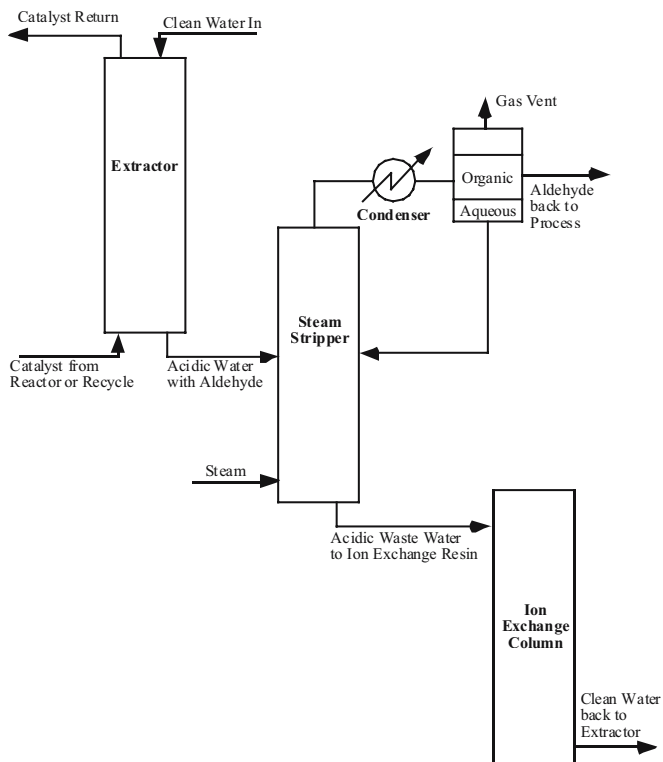 Catalyst Return
Clean Water In
Gas Vent
Extractor
Organic
Condenser
Aqueous
Aldehyde
back to
Process
Steam
Stripper
Catalyst from
Reactor or Recycle
Acidic Water
with Aldehyde
Steam
Acidic Waste Water
to Ion Exchange Resin
Ion
Exchange
Column
Clean Water
back to
Extractor